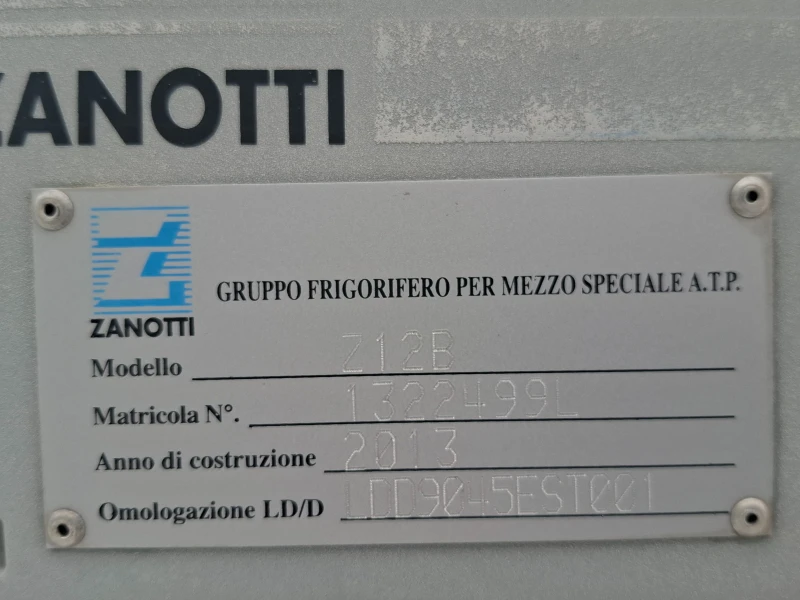 ZANOTTI
ZANOTTI
GRUPPO FRIGORIFERO PER MEZZO SPECIALE A.T.P.
Modello Z12B
Matricola N°. 1322499L
Anno di costruzione 2013
Omologazione LD/D LDD9045EST001